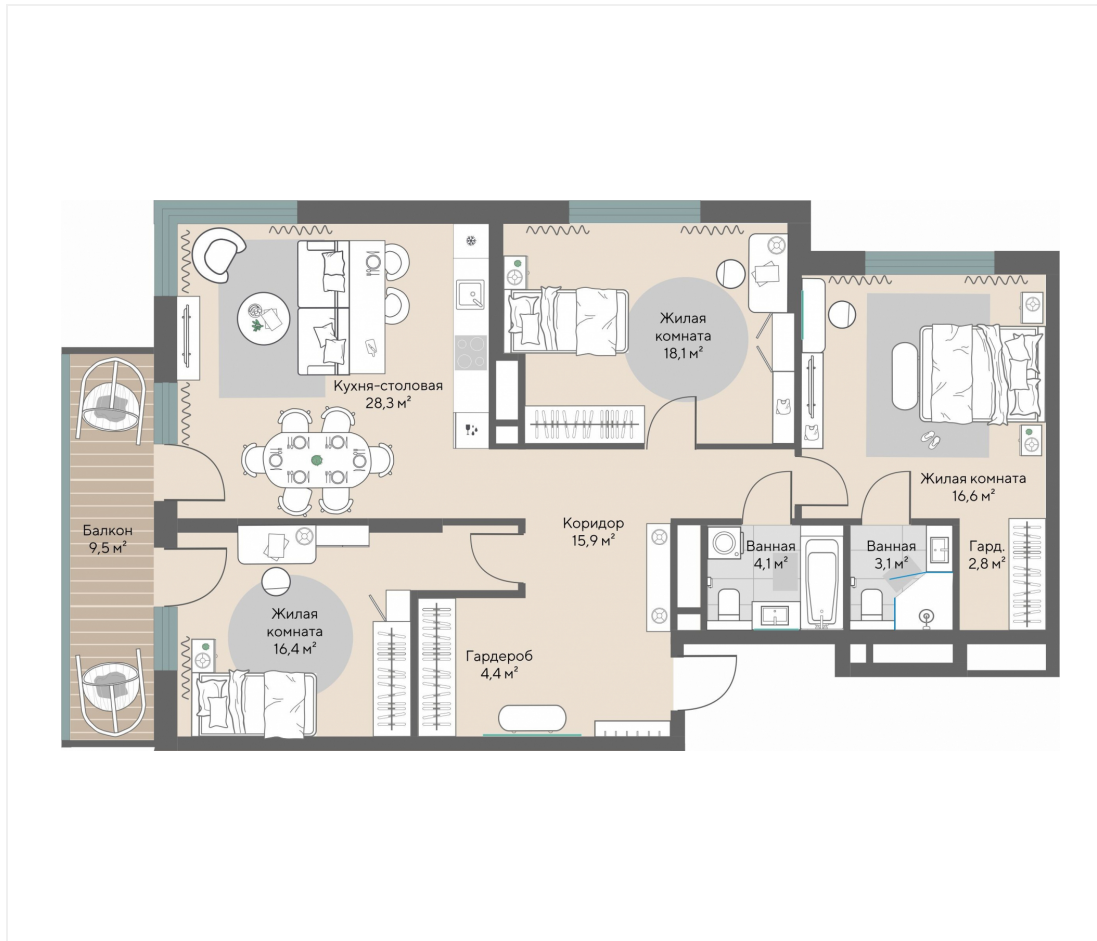 Жилая
комната
18,1 м²
Кухня-столовая
28,3 м²
Жилая комната
16,6 м²
Балкон
9,5 м²
Коридор
15,9 м²
Ванная
4,1 м²
Ванная
3,1 м²
Гард.
2,8 м²
Жилая
комната
16,4 м²
Гардероб
4,4 м²